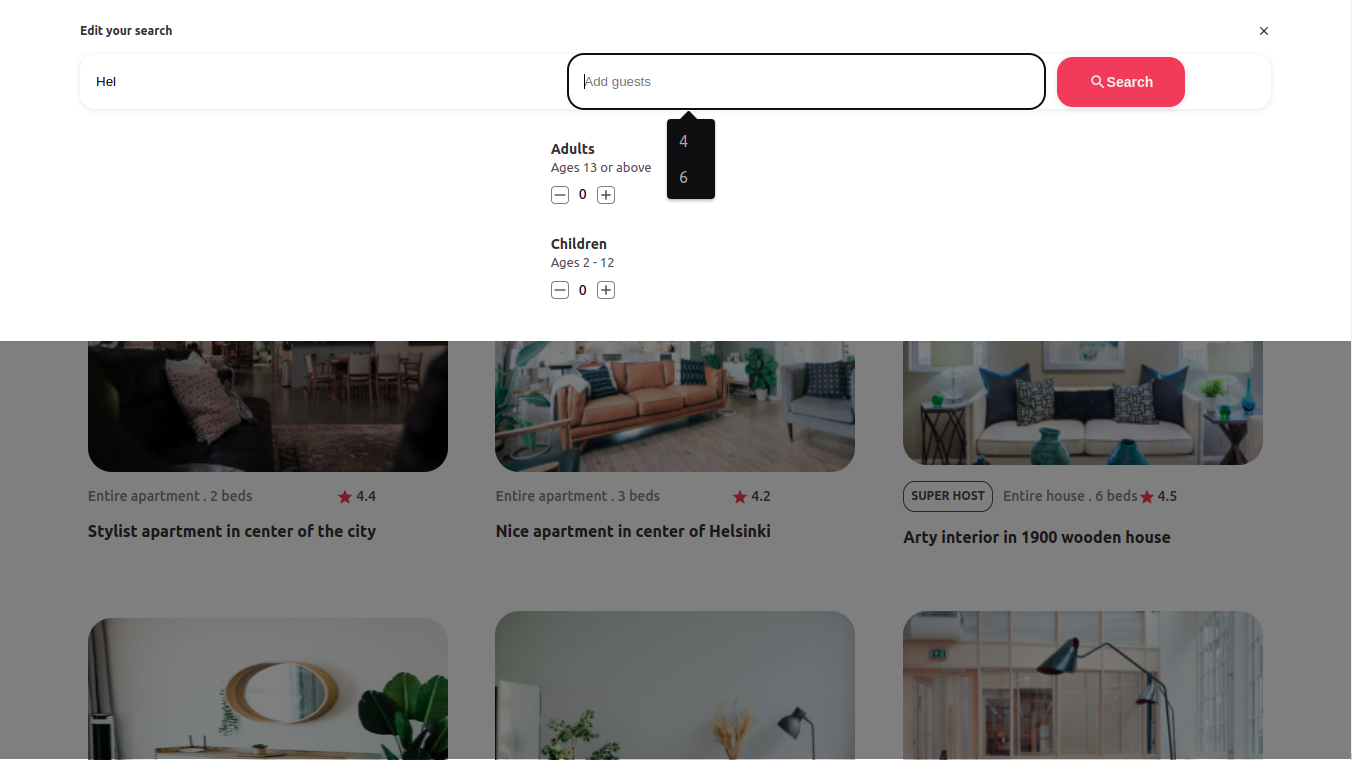 Edit your search
Hel
Add guests
Search
4
6
Adults
Ages 13 or above
0
Children
Ages 2 - 12
0
Entire apartment . 2 beds 4.4
Stylist apartment in center of the city
Entire apartment . 3 beds 4.2
Nice apartment in center of Helsinki
SUPER HOST Entire house . 6 beds 4.5
Arty interior in 1900 wooden house